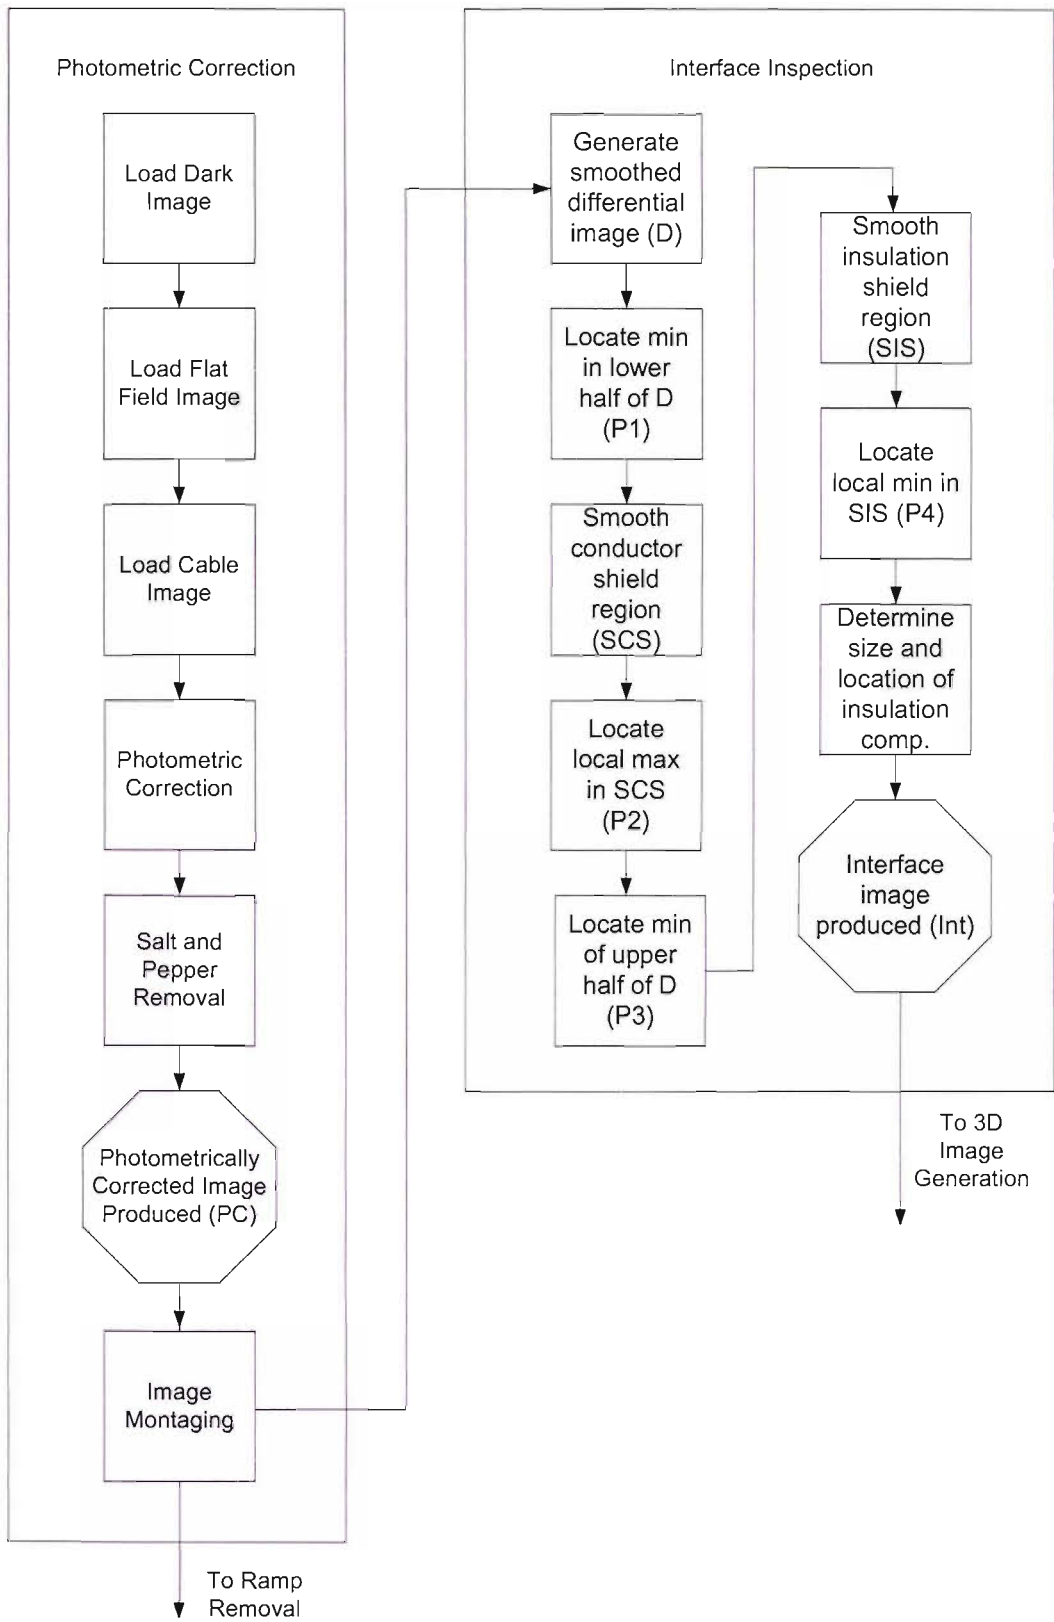 Photometric Correction
Load Dark
Image
Load Flat
Field Image
Load Cable
Image
Photometric
Correction
Salt and
Pepper
Removal
Photometrically
Corrected Image
Produced (PC)
Image
Montaging
To Ramp
Removal
Interface Inspection
Generate
smoothed
differential
image (D)
Locate min
in lower
half of D
(P1)
Smooth
conductor
shield
region
(SCS)
Locate
local max
in SCS
(P2)
Locate min
of upper
half of D
(P3)
Smooth
insulation
shield
region
(SIS)
Locate
local min in
SIS (P4)
Determine
size and
location of
insulation
comp.
Interface
image
produced (Int)
To 3D
Image
Generation